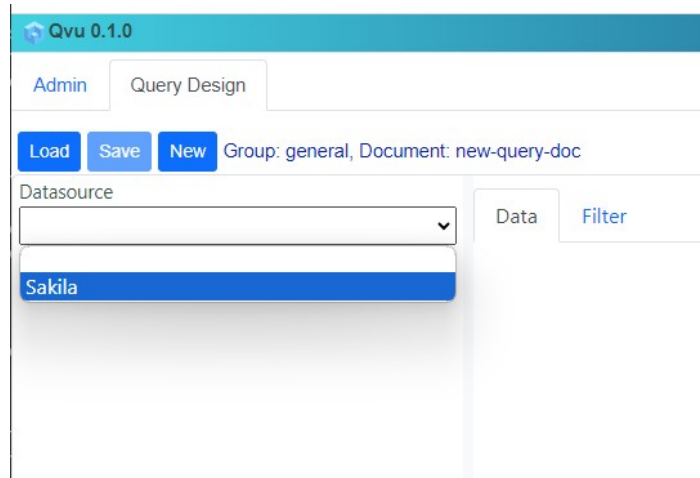 Qvu 0.1.0
Admin Query Design
Load Save New Group: general, Document: new-query-doc
Datasource
Data Filter
Sakila